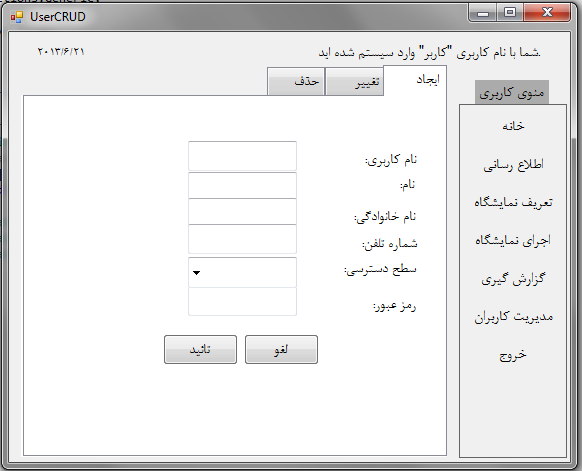 UserCRUD
شما با نام کاربری "کاربر" وارد سیستم شده اید.
۲۰۱۳/۶/۲۱
ایجاد
تغییر
حذف
منوی کاربری
خانه
اطلاع رسانی
تعریف نمایشگاه
اجرای نمایشگاه
گزارش گیری
مدیریت کاربران
خروج
نام کاربری:
نام:
نام خانوادگی:
شماره تلفن:
سطح دسترسی:
رمز عبور:
لغو
تائید